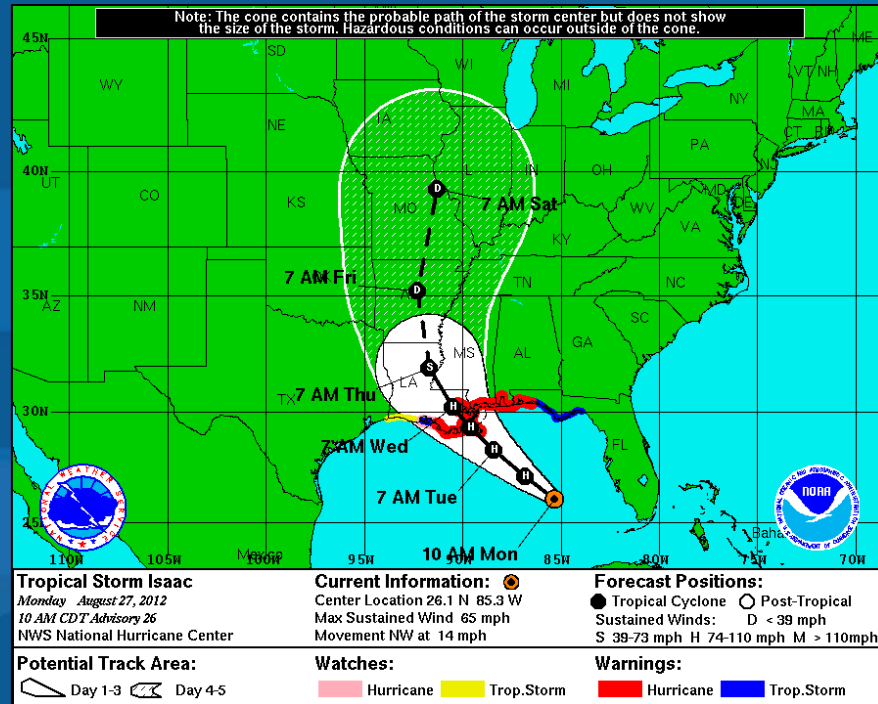 Note: The cone contains the probable path of the storm center but does not show
the size of the storm. Hazardous conditions can occur outside of the cone.
45N
SD
WI
ME
WY
MI
VT NH
NY
IA
NE
MA
CT RI
40N
PA
IL
IN
OH
NJ
UT
CO
MD
DE
KS
MO
7 AM Sat
WV
VA
KY
7 AM Fri
35N
TN
NC
AZ
NM
SC
MS
AL
GA
LA
7 AM Thu
TX
30N
7 AM Wed
FL
7 AM Tue
NATIONAL WEATHER SERVICE
NOAA
25N
10 AM Mon
Mexico
Baha
110W 105W 100W 95W 90W 85W 80W 75W 70W
Tropical Storm Isaac
Monday August 27, 2012
10 AM CDT Advisory 26
NWS National Hurricane Center
Current Information:
Center Location 26.1 N 85.3 W
Max Sustained Wind 65 mph
Movement NW at 14 mph
Forecast Positions:
Tropical Cyclone Post-Tropical
Sustained Winds: D < 39 mph
S 39-73 mph H 74-110 mph M > 110mph
Potential Track Area:
Day 1-3 Day 4-5
Watches:
Hurricane Trop.Storm
Warnings:
Hurricane Trop.Storm
D
D
S
H
H
H
H